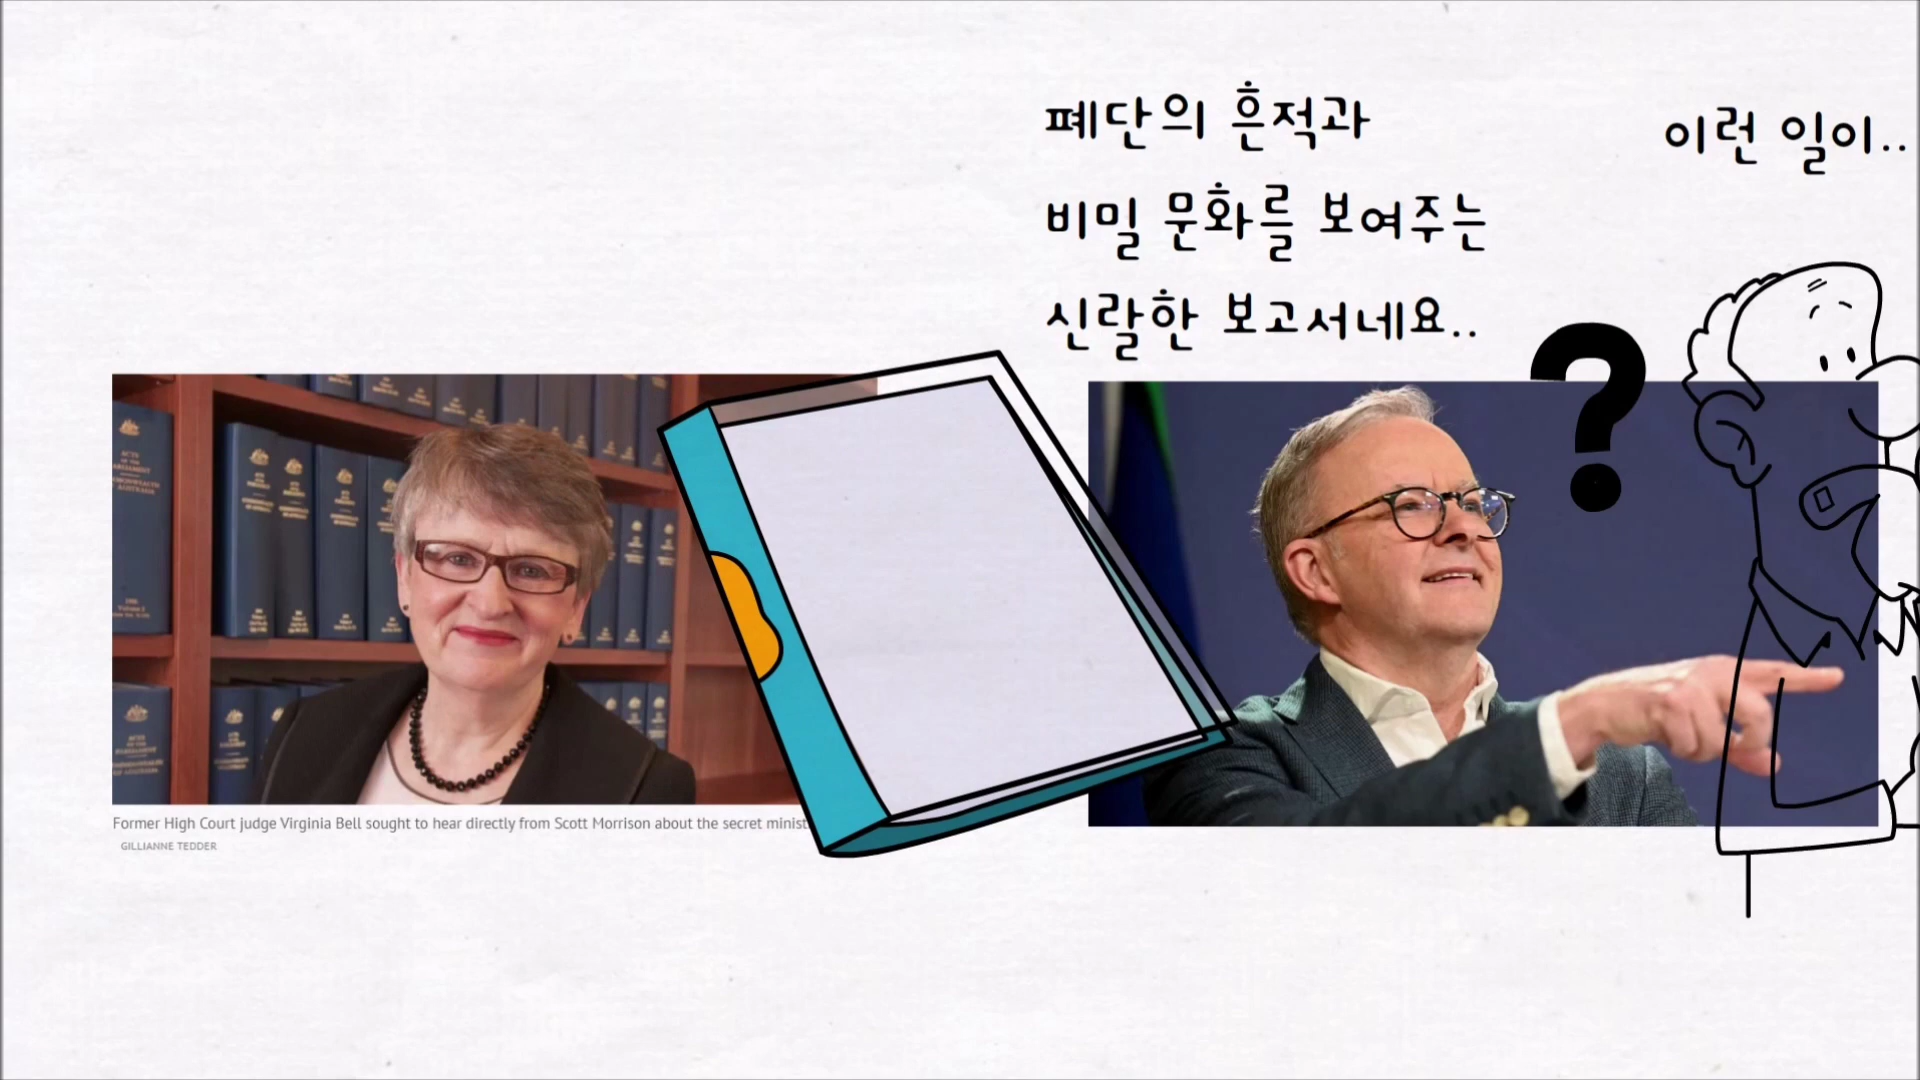 폐단의 흔적과
비밀 문화를 보여주는
신랄한 보고서네요..
이런 일이..
Former High Court judge Virginia Bell sought to hear directly from Scott Morrison about the secret
GILLIANNE TEDDER